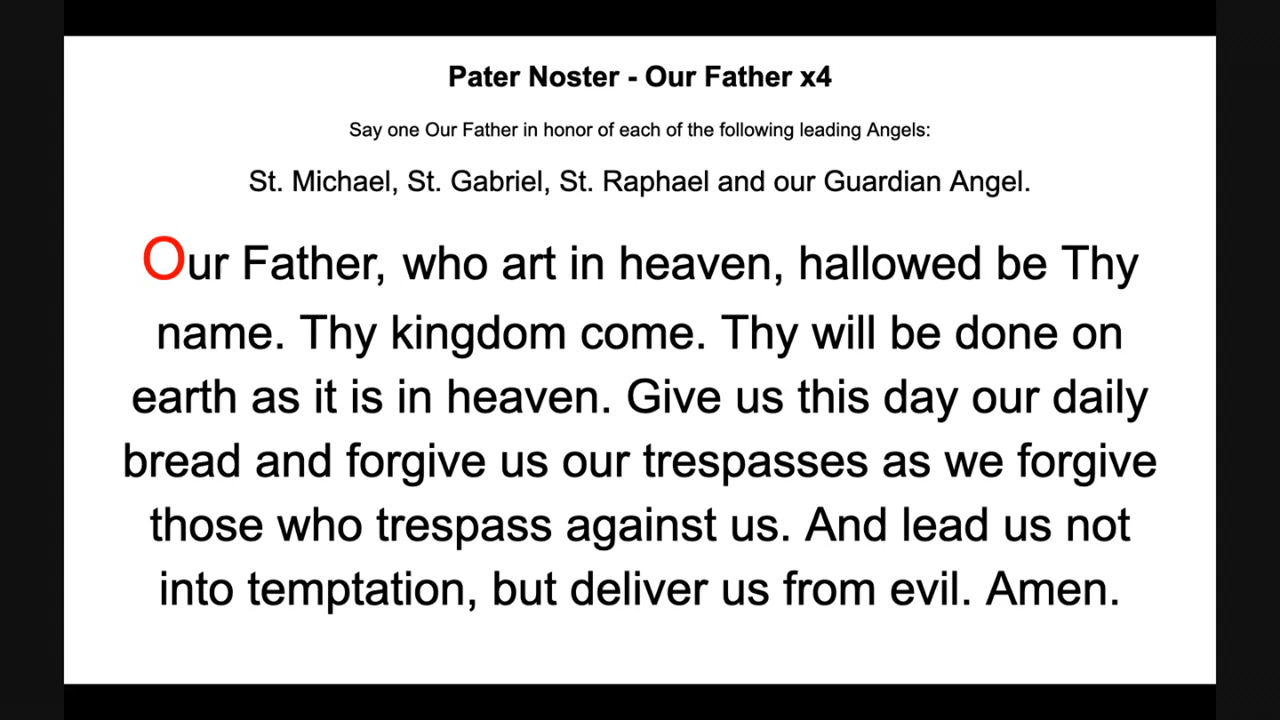 Pater Noster - Our Father x4
Say one Our Father in honor of each of the following leading Angels:
St. Michael, St. Gabriel, St. Raphael and our Guardian Angel.
Our Father, who art in heaven, hallowed be Thy
name. Thy kingdom come. Thy will be done on
earth as it is in heaven. Give us this day our daily
bread and forgive us our trespasses as we forgive
those who trespass against us. And lead us not
into temptation, but deliver us from evil. Amen.